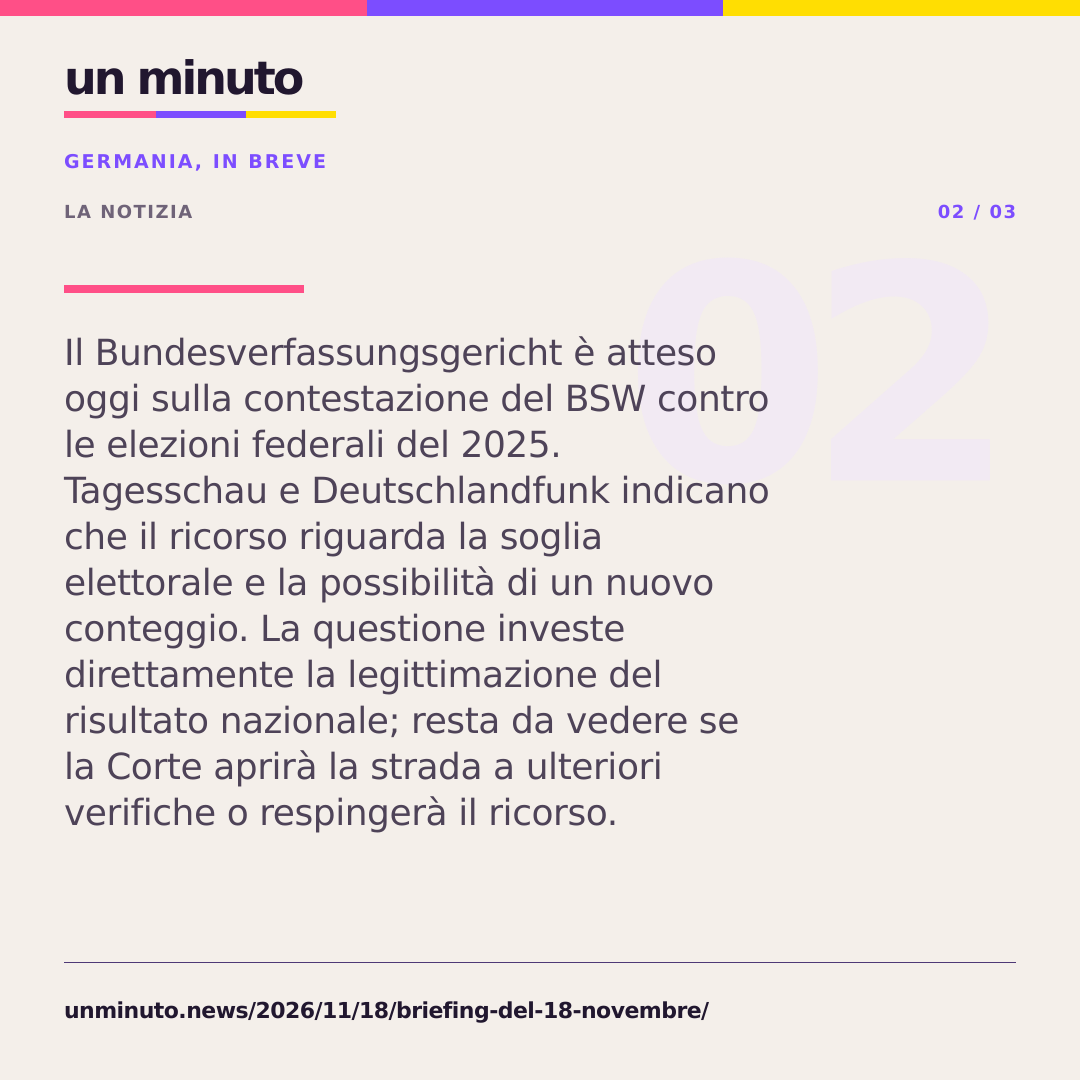 un minuto
GERMANIA, IN BREVE
LA NOTIZIA
02 / 03
02
Il Bundesverfassungsgericht è atteso
oggi sulla contestazione del BSW contro
le elezioni federali del 2025.
Tagesschau e Deutschlandfunk indicano
che il ricorso riguarda la soglia
elettorale e la possibilità di un nuovo
conteggio. La questione investe
direttamente la legittimazione del
risultato nazionale; resta da vedere se
la Corte aprirà la strada a ulteriori
verifiche o respingerà il ricorso.
unminuto.news/2026/11/18/briefing-del-18-novembre/